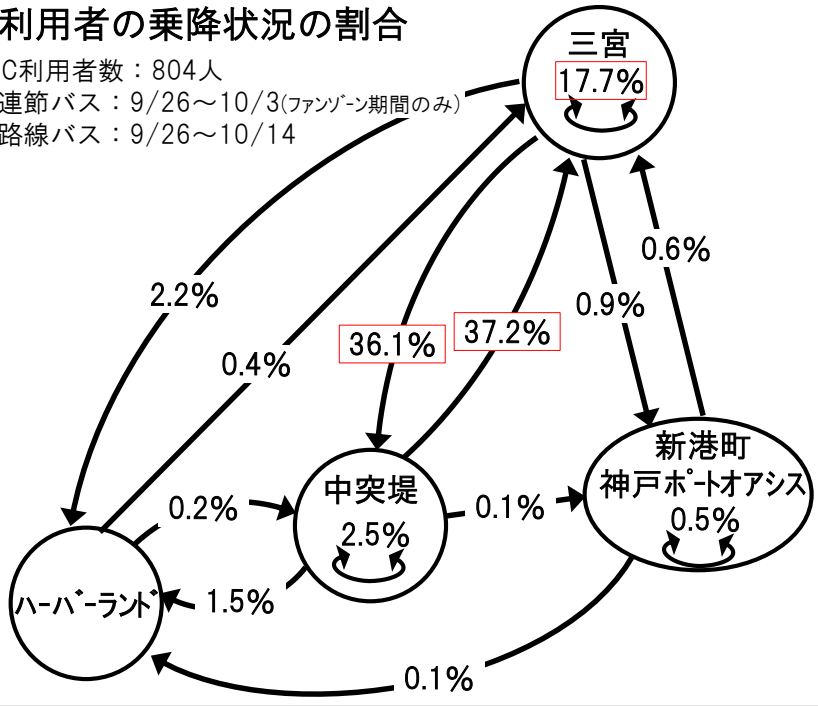 利用者の乗降状況の割合
C利用者数：804人
連節バス：9/26～10/3(ファンゾーン期間のみ)
路線バス：9/26～10/14
三宮
17.7%
2.2%
0.4%
36.1%
37.2%
0.9%
0.6%
中突堤
2.5%
新港町
神戸ポートオアシス
0.5%
0.2%
0.1%
ハーバーランド
1.5%
0.1%